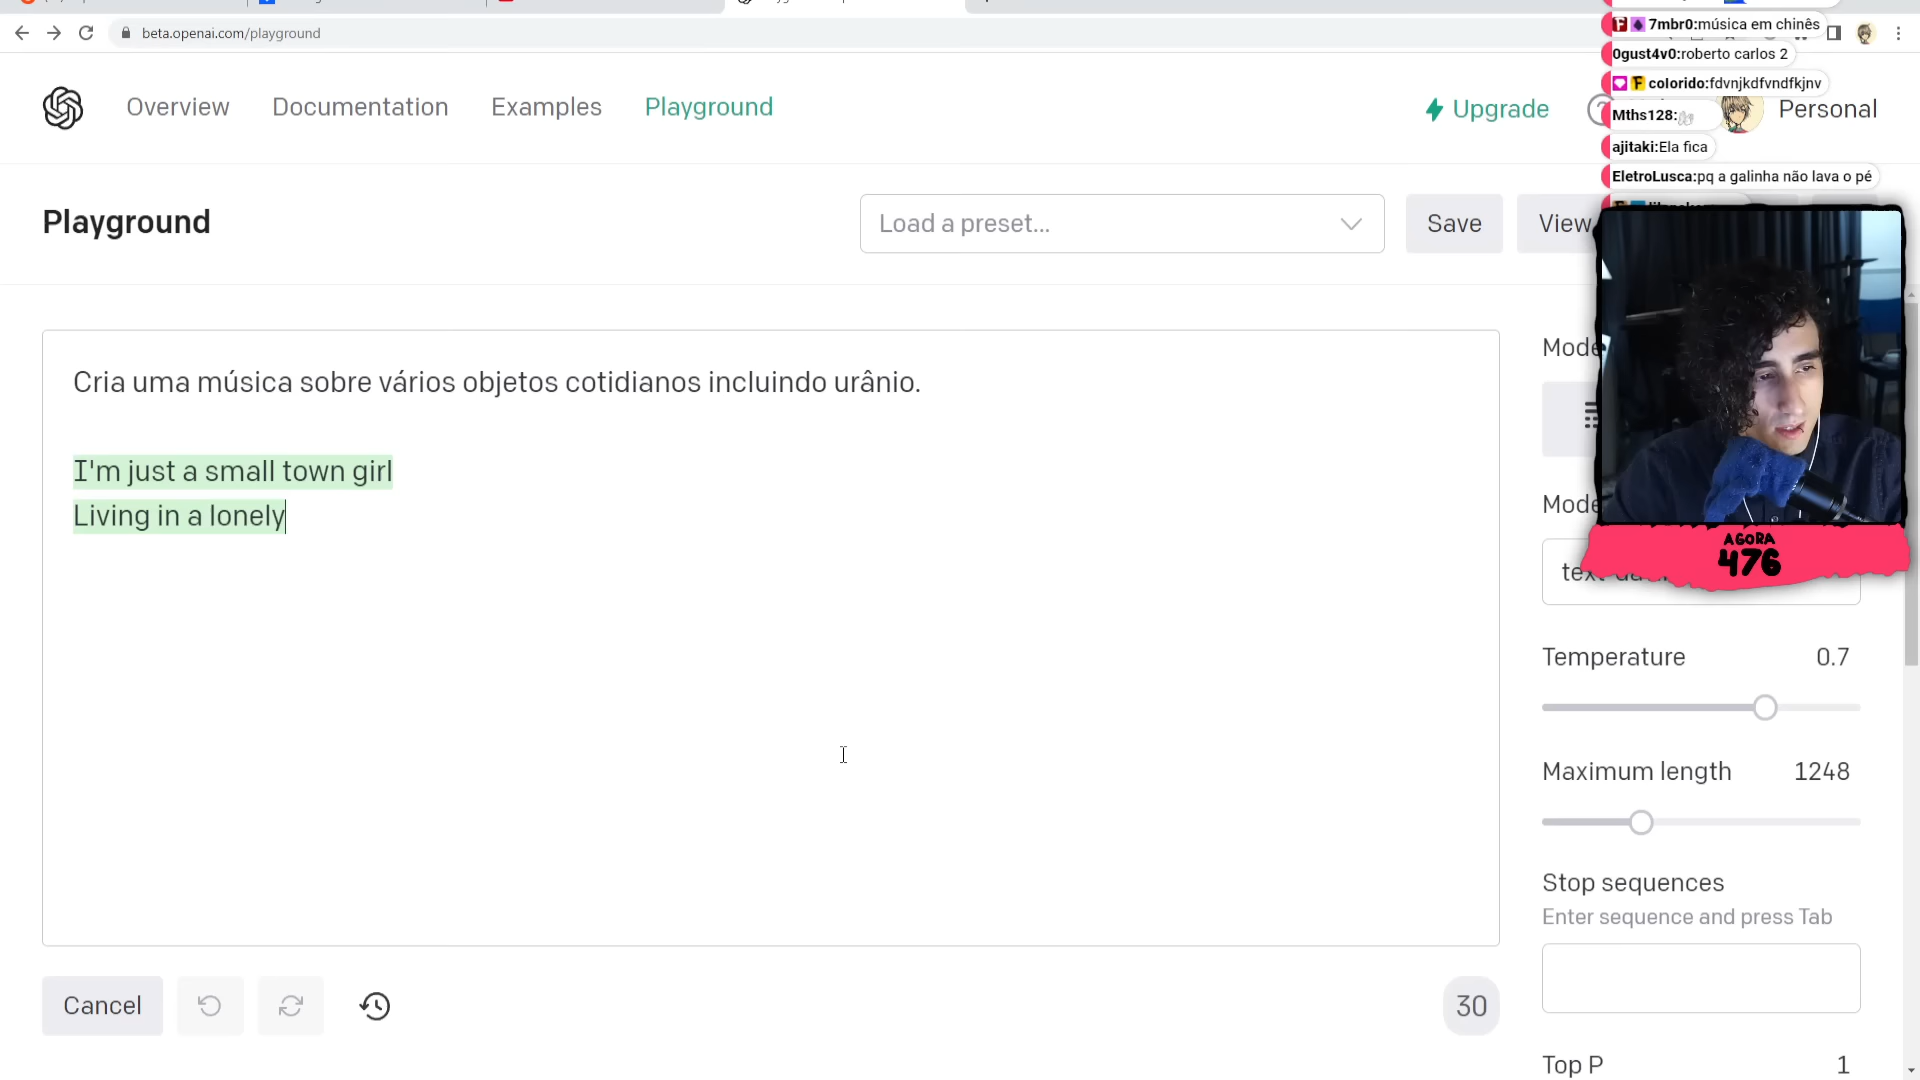 beta.openai.com/playground
7mbr0:música em chinês
0gust4v0:roberto carlos 2
colorido:fdvnjkdfvndfkjnv
Mths128:
ajitaki:Ela fica
EletroLusca:pq a galinha não lava o pé
Overview
Documentation
Examples
Playground
Upgrade
Personal
Playground
Load a preset...
Save
View
Cria uma música sobre vários objetos cotidianos incluindo urânio.
I'm just a small town girl
Living in a lonely
AGORA
476
Temperature 0.7
Maximum length 1248
Stop sequences
Enter sequence and press Tab
Top P 1
Cancel
30